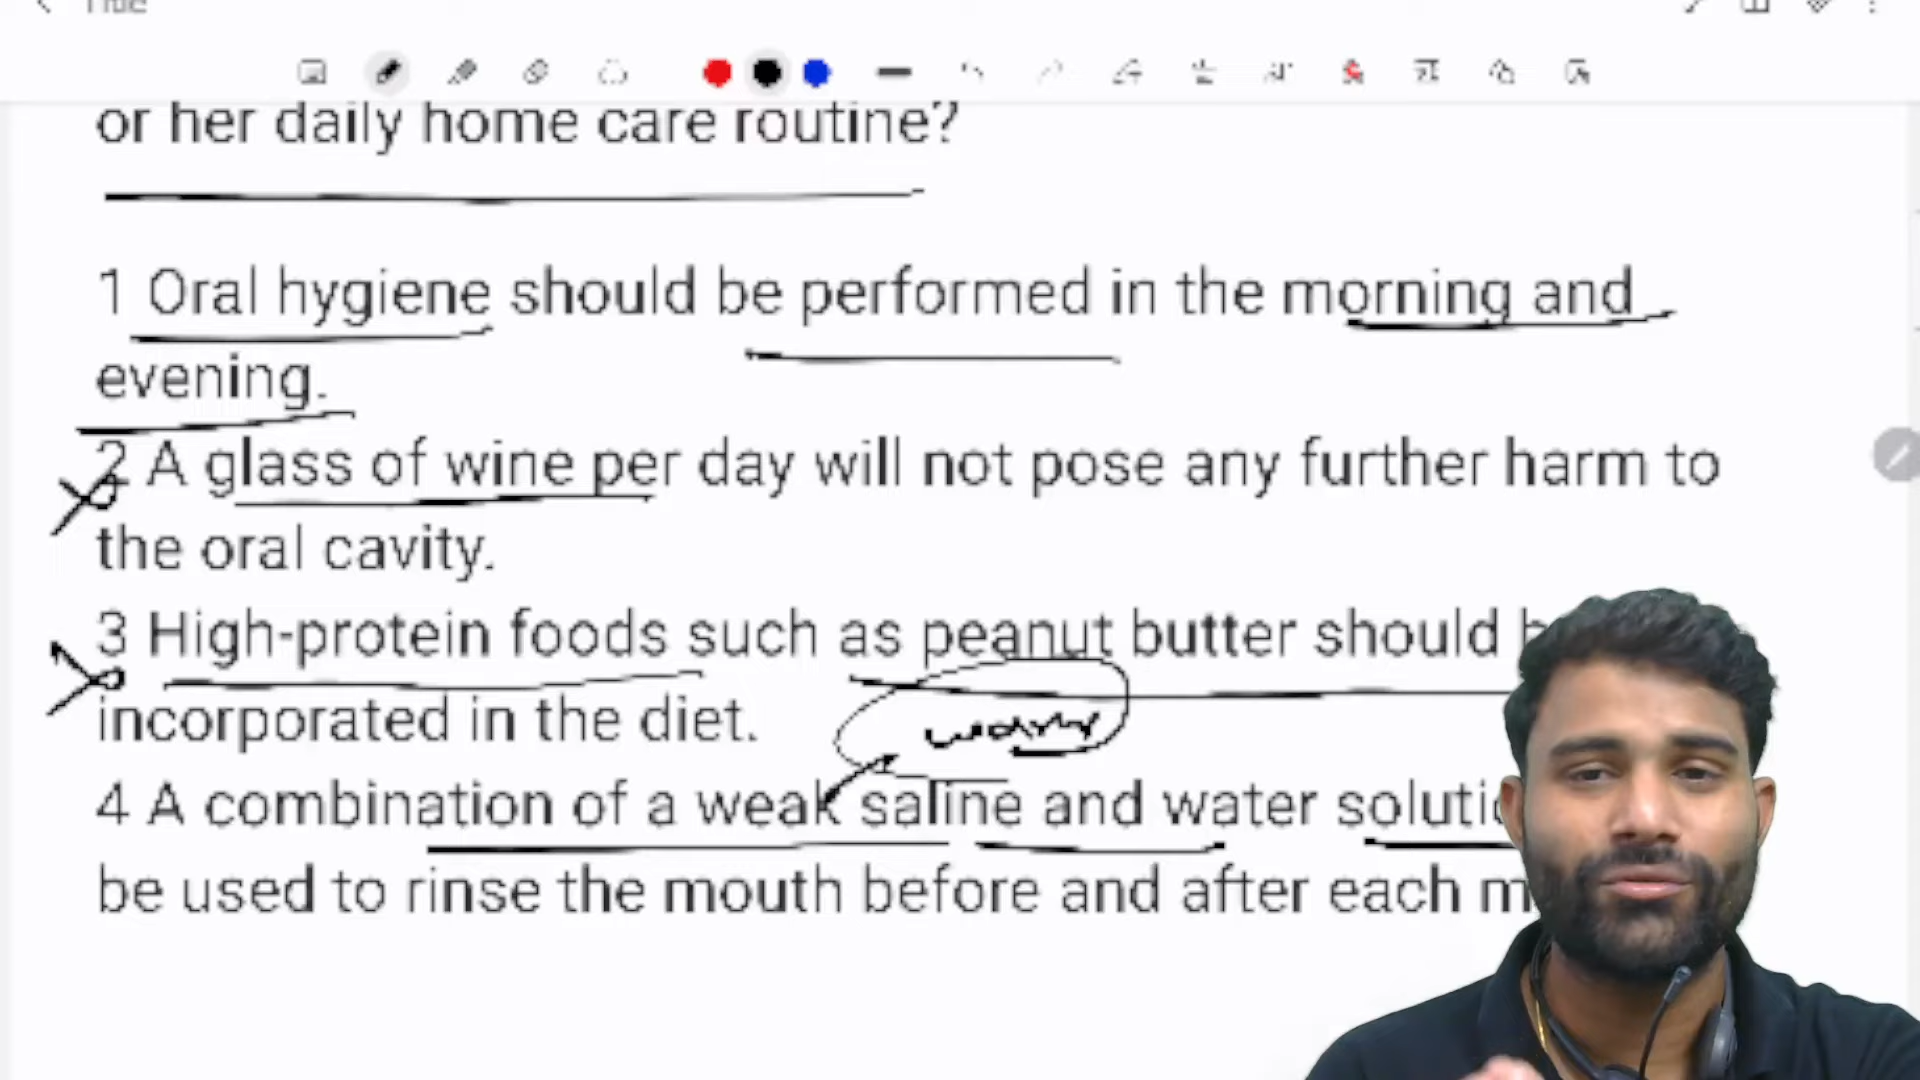 Title
or her daily home care routine?
1 Oral hygiene should be performed in the morning and
evening.
2 A glass of wine per day will not pose any further harm to
the oral cavity.
3 High-protein foods such as peanut butter should
incorporated in the diet.
warm
4 A combination of a weak saline and water
be used to rinse the mouth before and after each